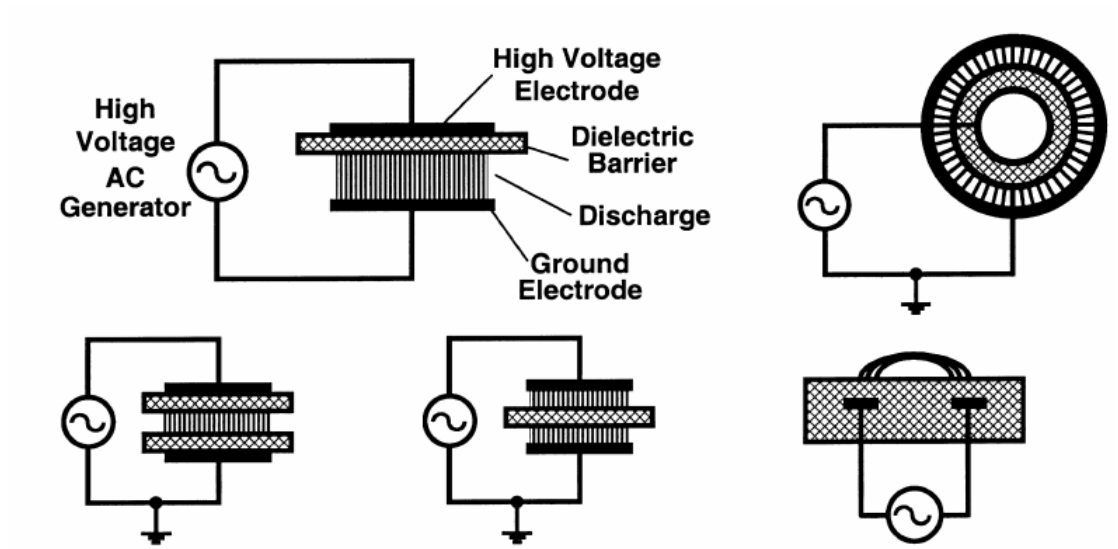 High
Voltage
AC
Generator
High Voltage
Electrode
Dielectric
Barrier
Discharge
Ground
Electrode